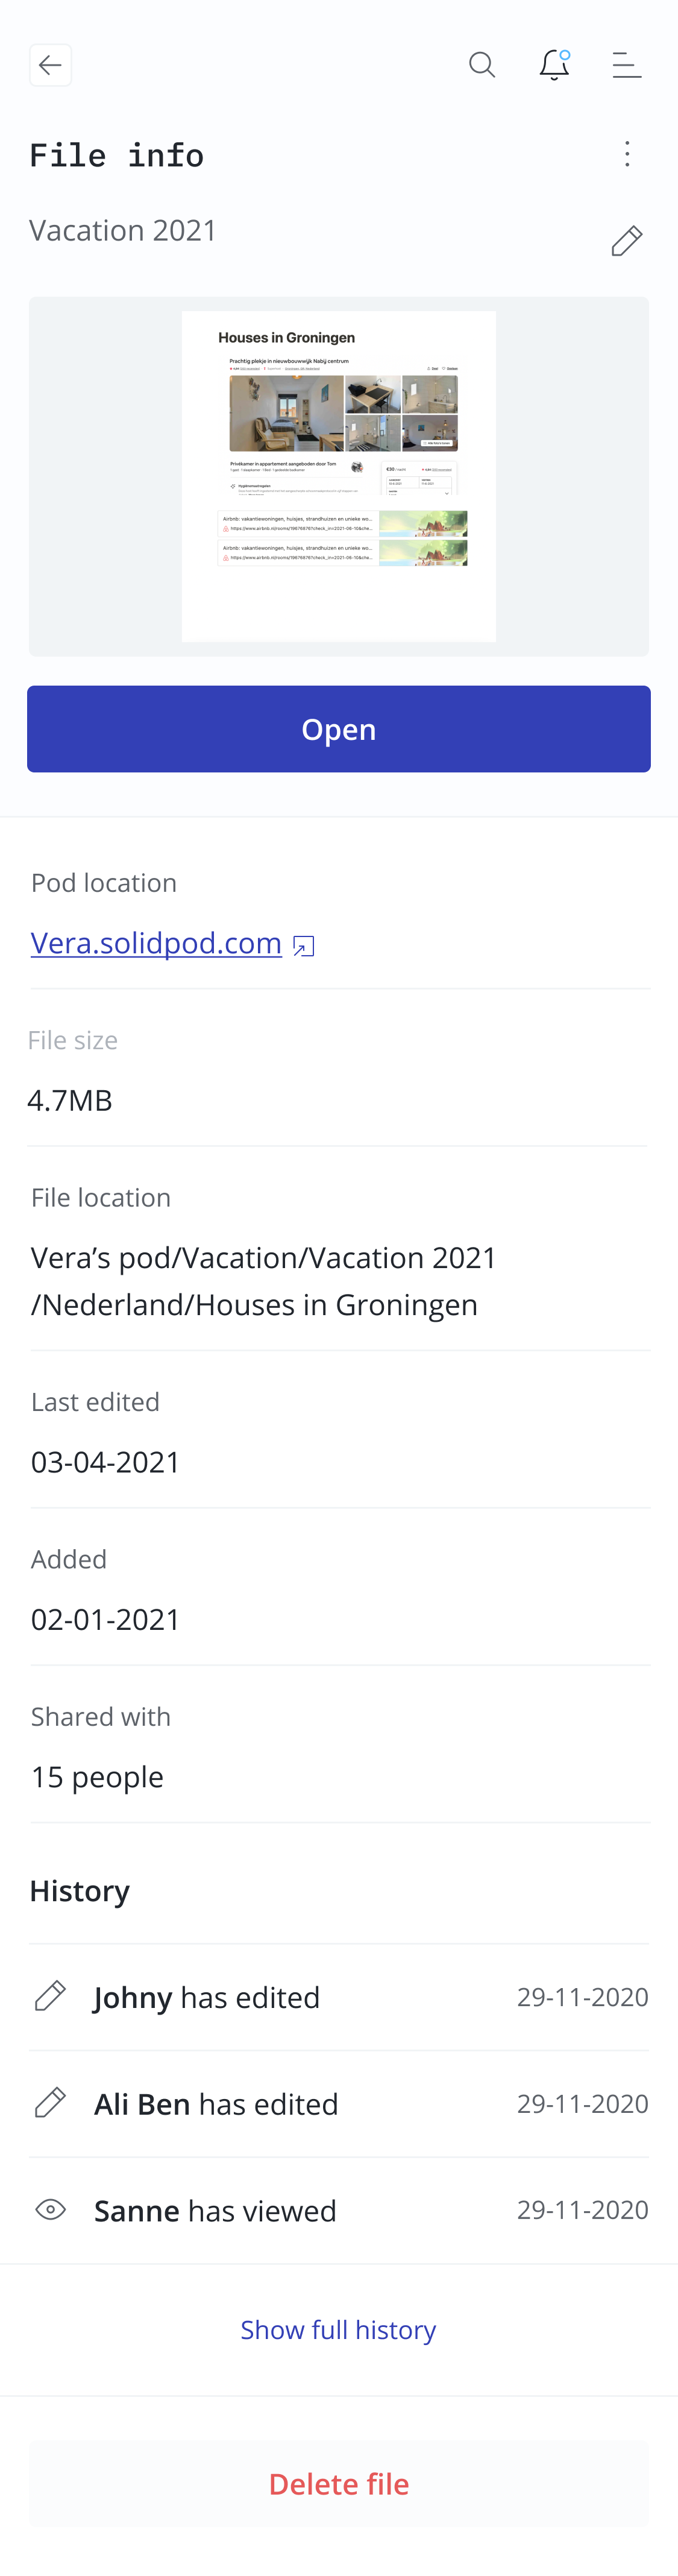 File info
Vacation 2021
Houses in Groningen
Prachtig plekje in nieuwbouwwijk Nabij centrum
Privékamer in appartement aangeboden door Tom
€30
Airbnb: vakantiewoningen, huisjes, strandhuizen en unieke wo...
Airbnb: vakantiewoningen, huisjes, strandhuizen en unieke wo...
Open
Pod location
Vera.solidpod.com
File size
4.7MB
File location
Vera’s pod/Vacation/Vacation 2021
/Nederland/Houses in Groningen
Last edited
03-04-2021
Added
02-01-2021
Shared with
15 people
History
Johny has edited 29-11-2020
Ali Ben has edited 29-11-2020
Sanne has viewed 29-11-2020
Show full history
Delete file